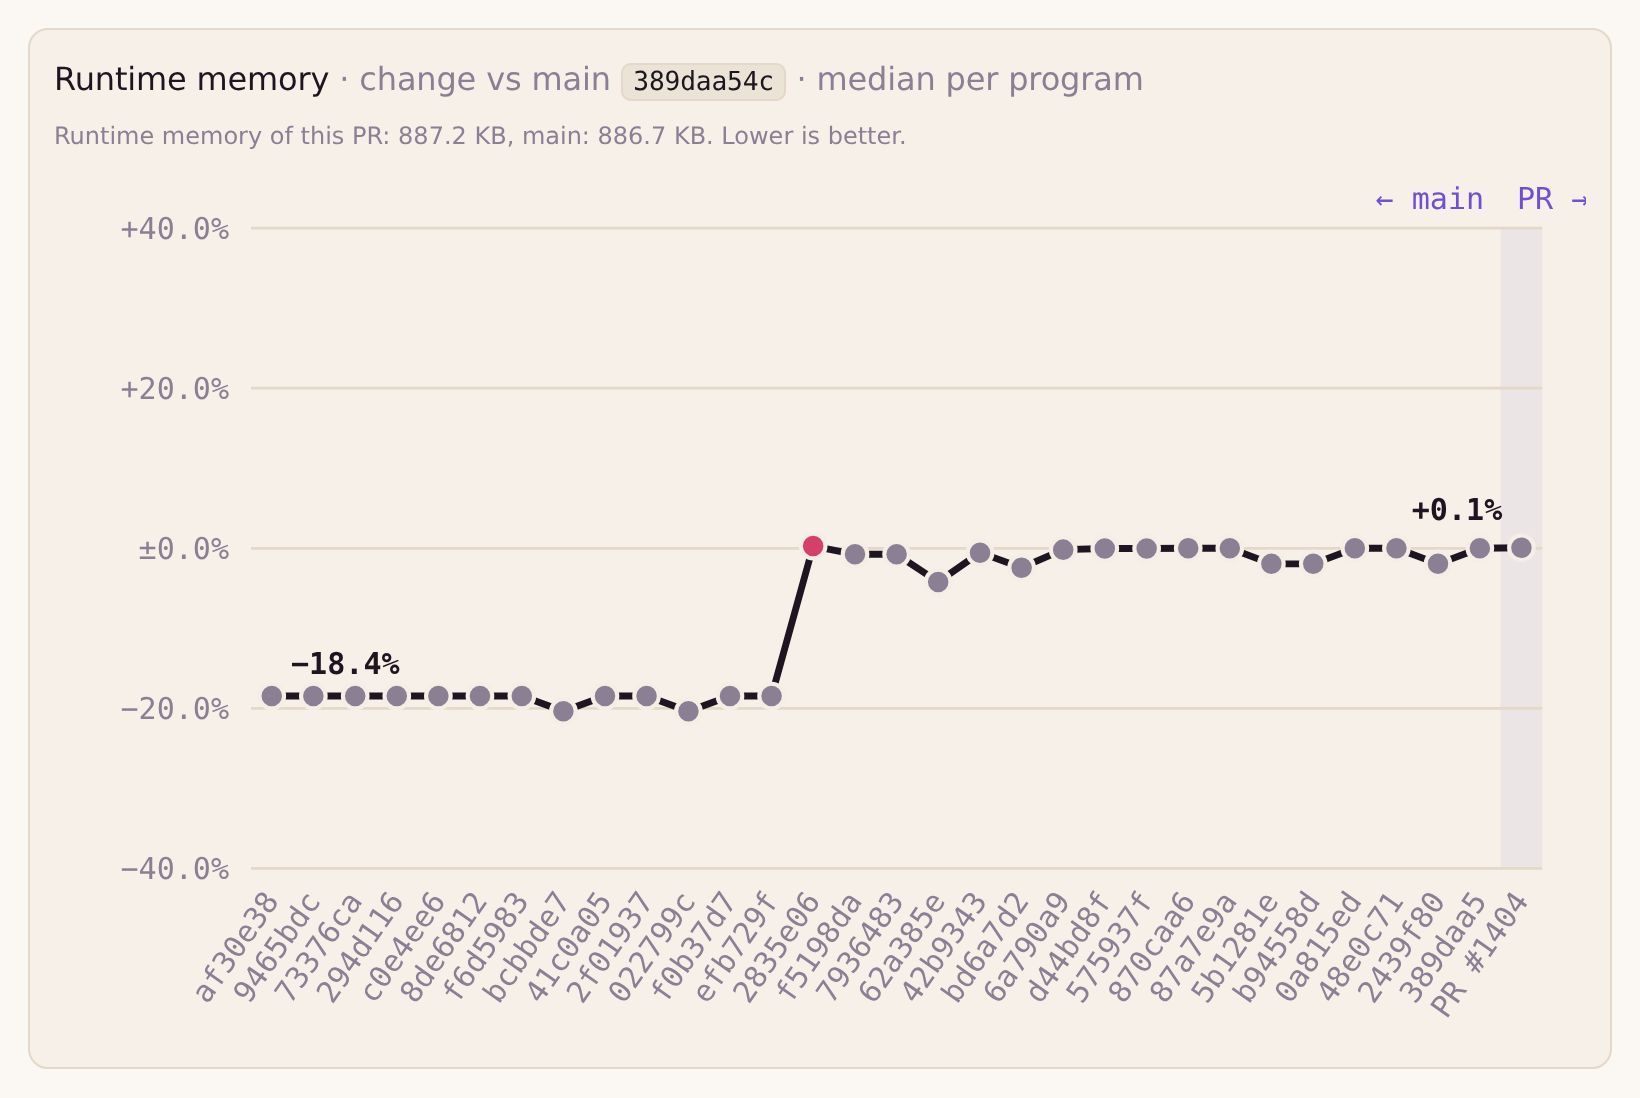 Runtime memory · change vs main 389daa54c · median per program
Runtime memory of this PR: 887.2 KB, main: 886.7 KB. Lower is better.
← main PR →
+40.0%
+20.0%
±0.0%
−20.0%
−40.0%
+0.1%
−18.4%
af30e38
9465bdc
73376ca
294d116
c0e4ee6
8de6812
f6d5983
bcbbde7
41c0a05
2f01937
022799c
f0b37d7
efb729f
2835e06
f5198da
7936483
62a385e
42b9343
bd6a7d2
6a790a9
d44bd8f
575937f
870caa6
87a7e9a
5b1281e
b9458d
0a815ed
48e0c71
2439f80
389daa5
PR #1404